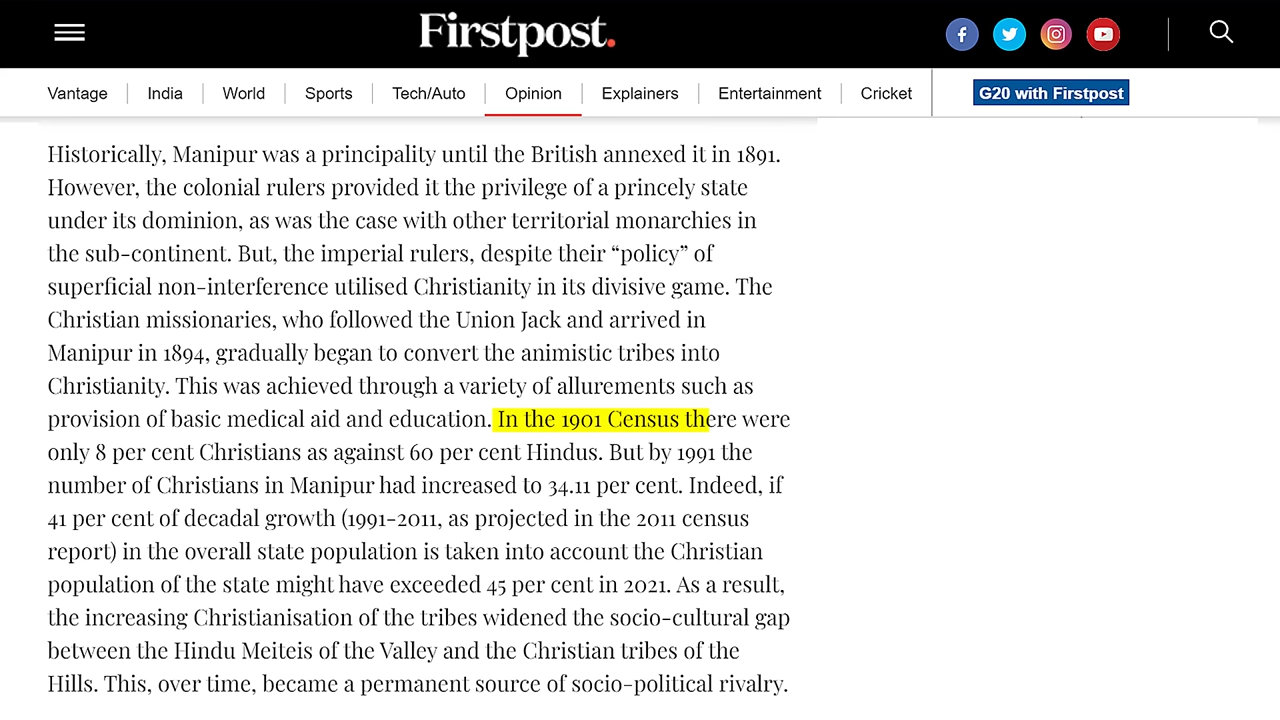 Firstpost.
Vantage
India
World
Sports
Tech/Auto
Opinion
Explainers
Entertainment
Cricket
G20 with Firstpost
Historically, Manipur was a principality until the British annexed it in 1891.
However, the colonial rulers provided it the privilege of a princely state
under its dominion, as was the case with other territorial monarchies in
the sub-continent. But, the imperial rulers, despite their “policy” of
superficial non-interference utilised Christianity in its divisive game. The
Christian missionaries, who followed the Union Jack and arrived in
Manipur in 1894, gradually began to convert the animistic tribes into
Christianity. This was achieved through a variety of allurements such as
provision of basic medical aid and education. In the 1901 Census there were
only 8 per cent Christians as against 60 per cent Hindus. But by 1991 the
number of Christians in Manipur had increased to 34.11 per cent. Indeed, if
41 per cent of decadal growth (1991-2011, as projected in the 2011 census
report) in the overall state population is taken into account the Christian
population of the state might have exceeded 45 per cent in 2021. As a result,
the increasing Christianisation of the tribes widened the socio-cultural gap
between the Hindu Meiteis of the Valley and the Christian tribes of the
Hills. This, over time, became a permanent source of socio-political rivalry.